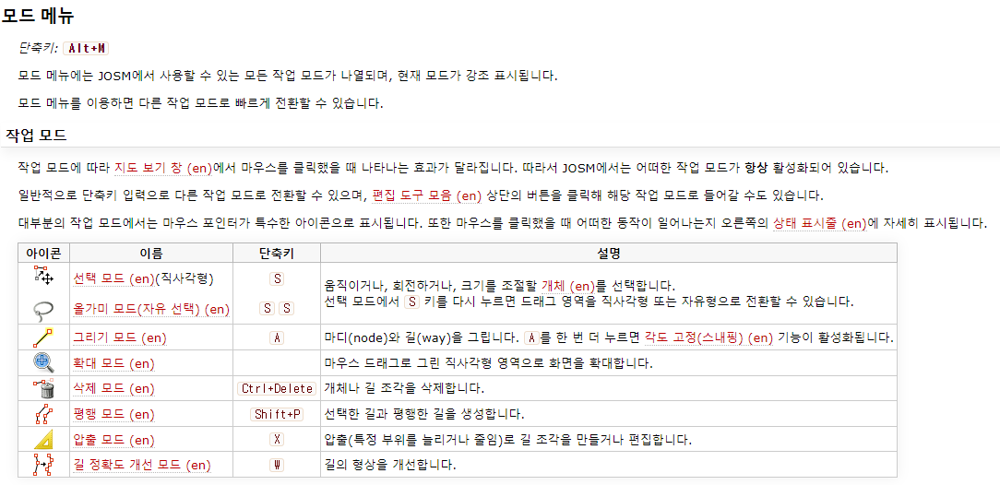 모드 메뉴
단축키: Alt+M
모드 메뉴에는 JOSM에서 사용할 수 있는 모든 작업 모드가 나열되며, 현재 모드가 강조 표시됩니다.
모드 메뉴를 이용하면 다른 작업 모드로 빠르게 전환할 수 있습니다.
작업 모드
작업 모드에 따라 지도 보기 창 (en)에서 마우스를 클릭했을 때 나타나는 효과가 달라집니다. 따라서 JOSM에서는 어떠한 작업 모드가 항상 활성화되어 있습니다.
일반적으로 단축키 입력으로 다른 작업 모드로 전환할 수 있으며, 편집 도구 모음 (en) 상단의 버튼을 클릭해 해당 작업 모드로 들어갈 수도 있습니다.
대부분의 작업 모드에서는 마우스 포인터가 특수한 아이콘으로 표시됩니다. 또한 마우스를 클릭했을 때 어떠한 동작이 일어나는지 오른쪽의 상태 표시줄 (en)에 자세히 표시됩니다.
아이콘 이름 단축키 설명
선택 모드 (en)(직사각형) S
올가미 모드(자유 선택) (en) S S
움직이거나, 회전하거나, 크기를 조절할 개체 (en)를 선택합니다.
선택 모드에서 S 키를 다시 누르면 드래그 영역을 직사각형 또는 자유형으로 전환할 수 있습니다.
그리기 모드 (en) A 마디(node)와 길(way)을 그립니다. A를 한 번 더 누르면 각도 고정(스내핑) (en) 기능이 활성화됩니다.
확대 모드 (en) 마우스 드래그로 그린 직사각형 영역으로 화면을 확대합니다.
삭제 모드 (en) Ctrl+Delete 개체나 길 조각을 삭제합니다.
평행 모드 (en) Shift+P 선택한 길과 평행한 길을 생성합니다.
압출 모드 (en) X 압출(특정 부위를 늘리거나 줄임)로 길 조각을 만들거나 편집합니다.
길 정확도 개선 모드 (en) W 길의 형상을 개선합니다.